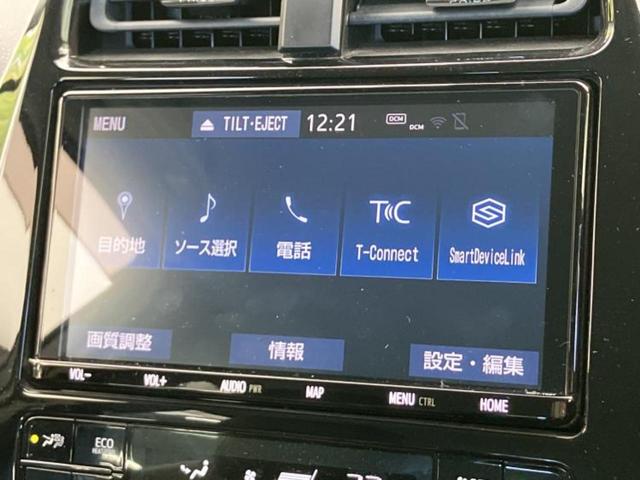 MENU
TILT・EJECT
12:21
DCM
DCM
目的地
ソース選択
電話
T-Connect
SmartDeviceLink
画質調整
情報
設定・編集
VOL−
VOL+
AUDIO PWR
MAP
MENU CTRL
HOME
ECO